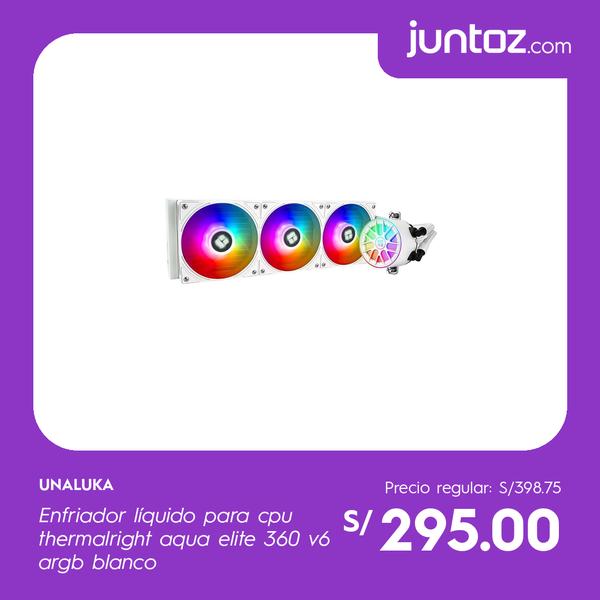 juntoz.com
UNALUKA
Enfriador líquido para cpu
thermalright aqua elite 360 v6
argb blanco
Precio regular: S/398.75
S/295.00